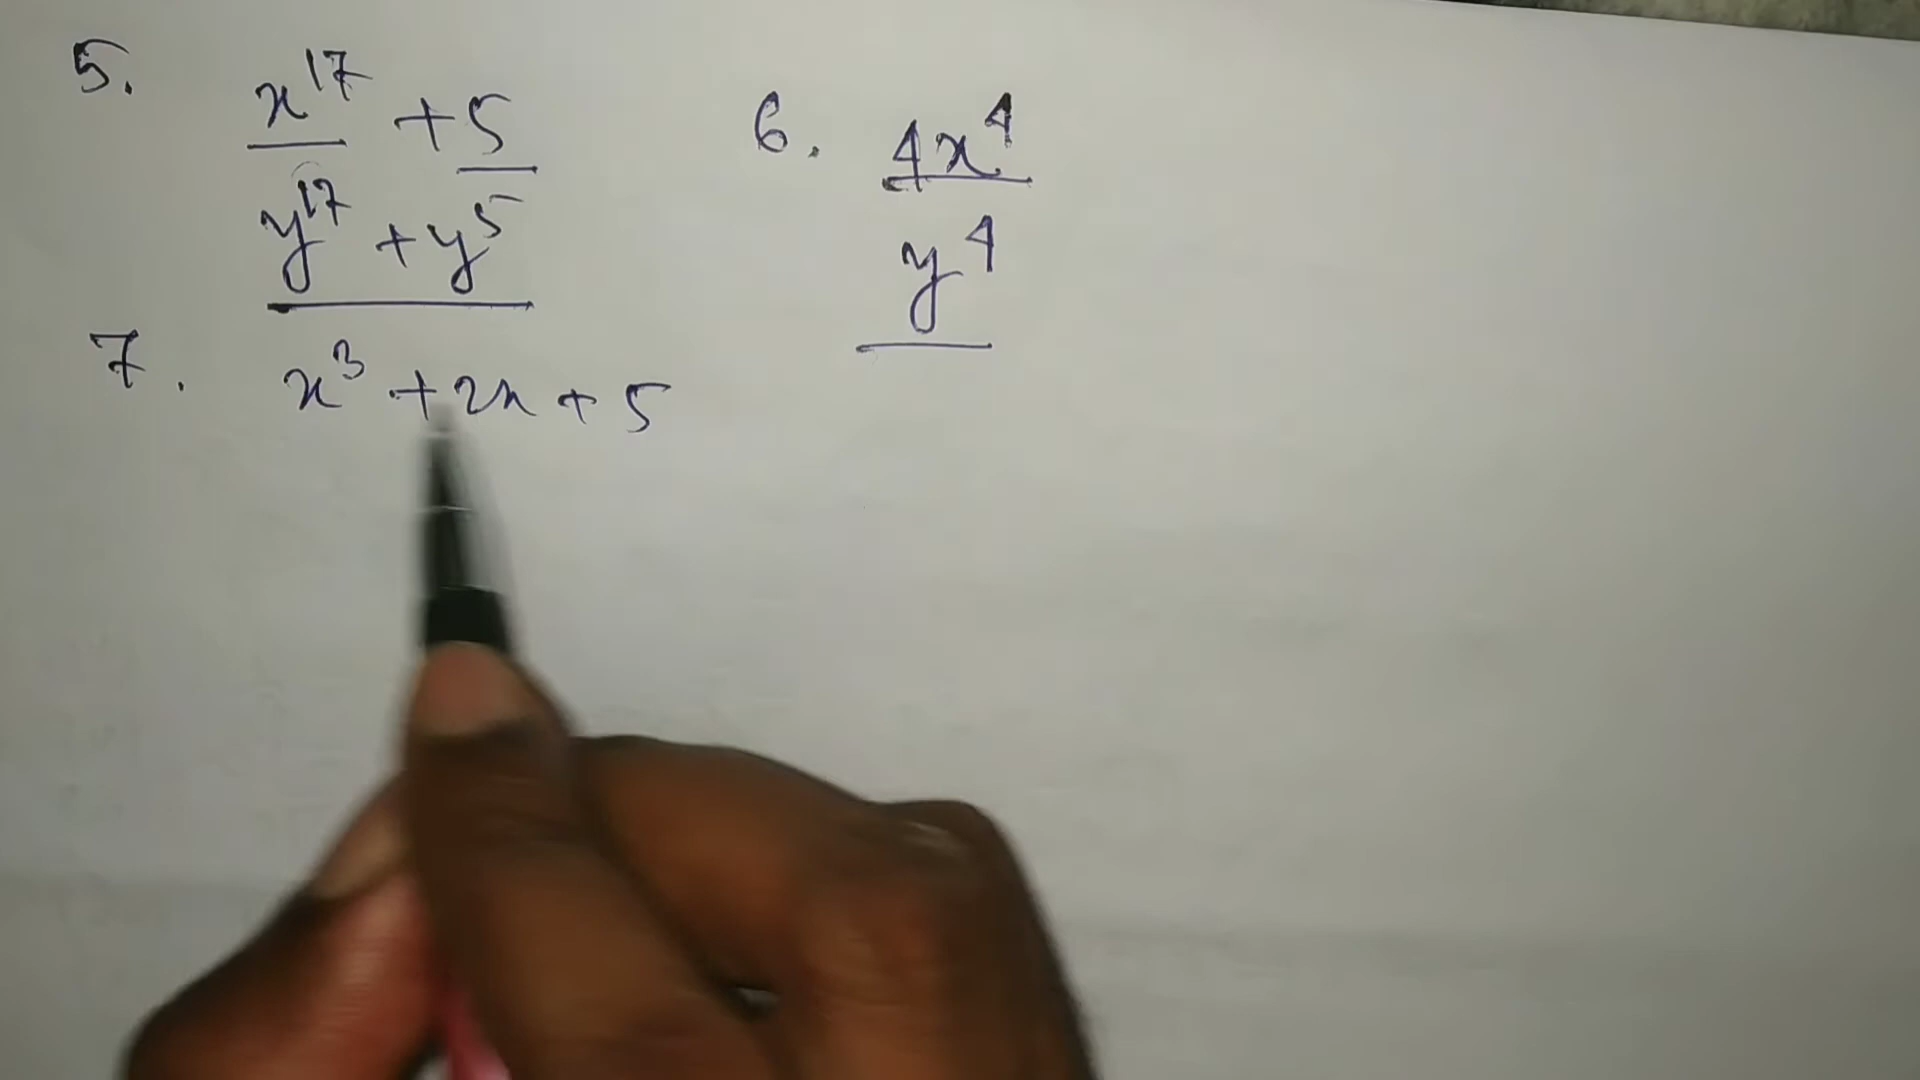 5. x^17 + 5
y^17 + y^5
6. 4x^4
y^4
7. x^3 + 2x + 5